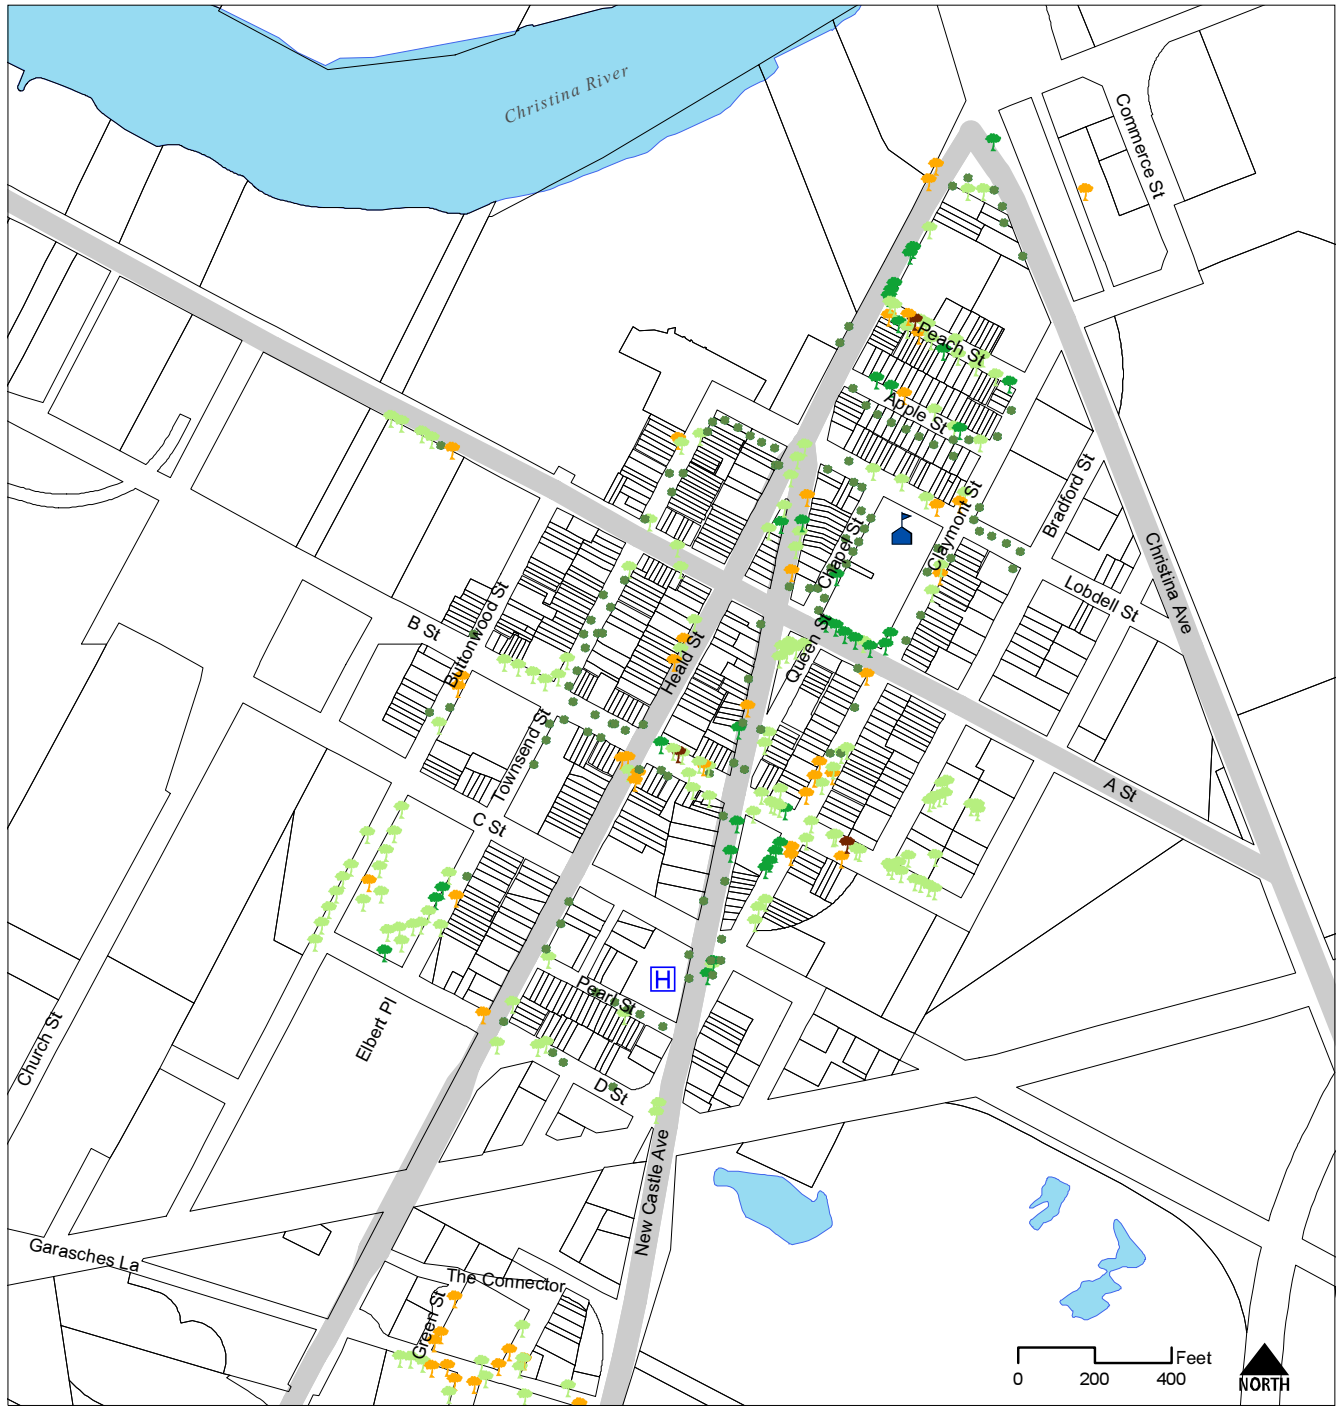 Christina River
Commerce St
Peach St
Apple St
Bradford St
Claymont St
Chapel St
Christina Ave
Lobdell St
B St
Buttonwood St
Heald St
Queen St
Townsend St
A St
C St
H
Pearl St
Elbert Pl
Church St
D St
New Castle Ave
Garasches La
The Connector
Green St
Feet
0 200 400
NORTH